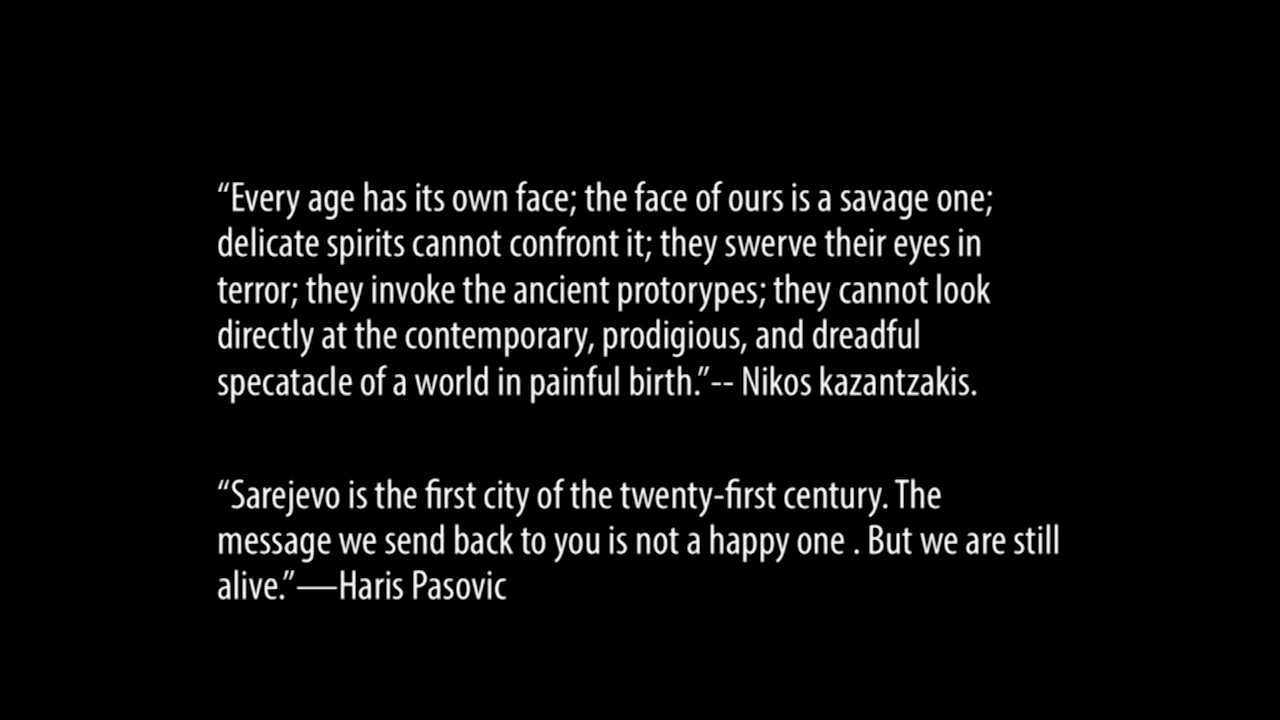 “Every age has its own face; the face of ours is a savage one;
delicate spirits cannot confront it; they swerve their eyes in
terror; they invoke the ancient protorypes; they cannot look
directly at the contemporary, prodigious, and dreadful
specatacle of a world in painful birth.”-- Nikos kazantzakis.
“Sarejevo is the first city of the twenty-first century. The
message we send back to you is not a happy one . But we are still
alive.”—Haris Pasovic